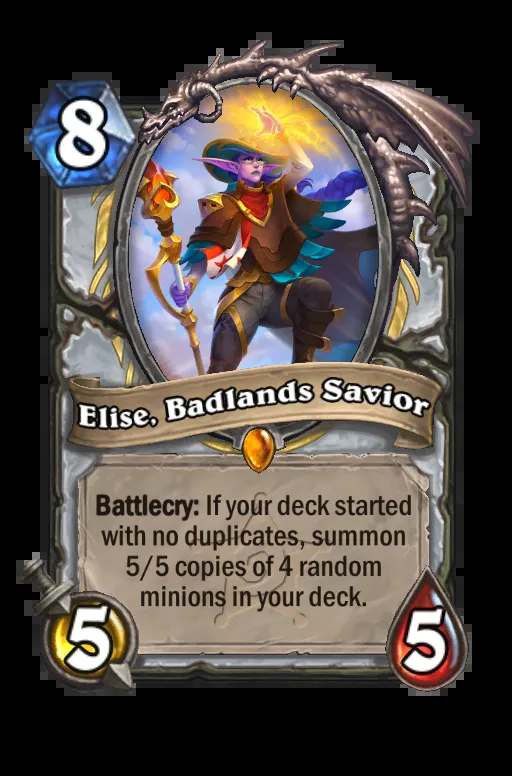 8
Elise, Badlands Savior
Battlecry: If your deck started
with no duplicates, summon
5/5 copies of 4 random
minions in your deck.
5
5